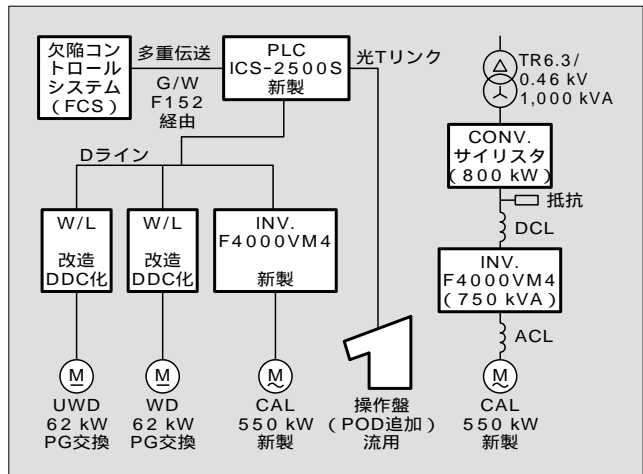 欠陥コン
トロール
システム
(FCS)
多重伝送
G/W
F152
経由
PLC
ICS-2500S
新製
光Tリンク
Dライン
W/L
改造
DDC化
W/L
改造
DDC化
INV.
F4000VM4
新製
M
UWD
62 kW
PG交換
M
WD
62 kW
PG交換
M
CAL
550 kW
新製
操作盤
(POD追加)
流用
TR6.3/
0.46 kV
1,000 kVA
CONV.
サイリスタ
(800 kW)
抵抗
DCL
INV.
F4000VM4
(750 kVA)
ACL
M
CAL
550 kW
新製